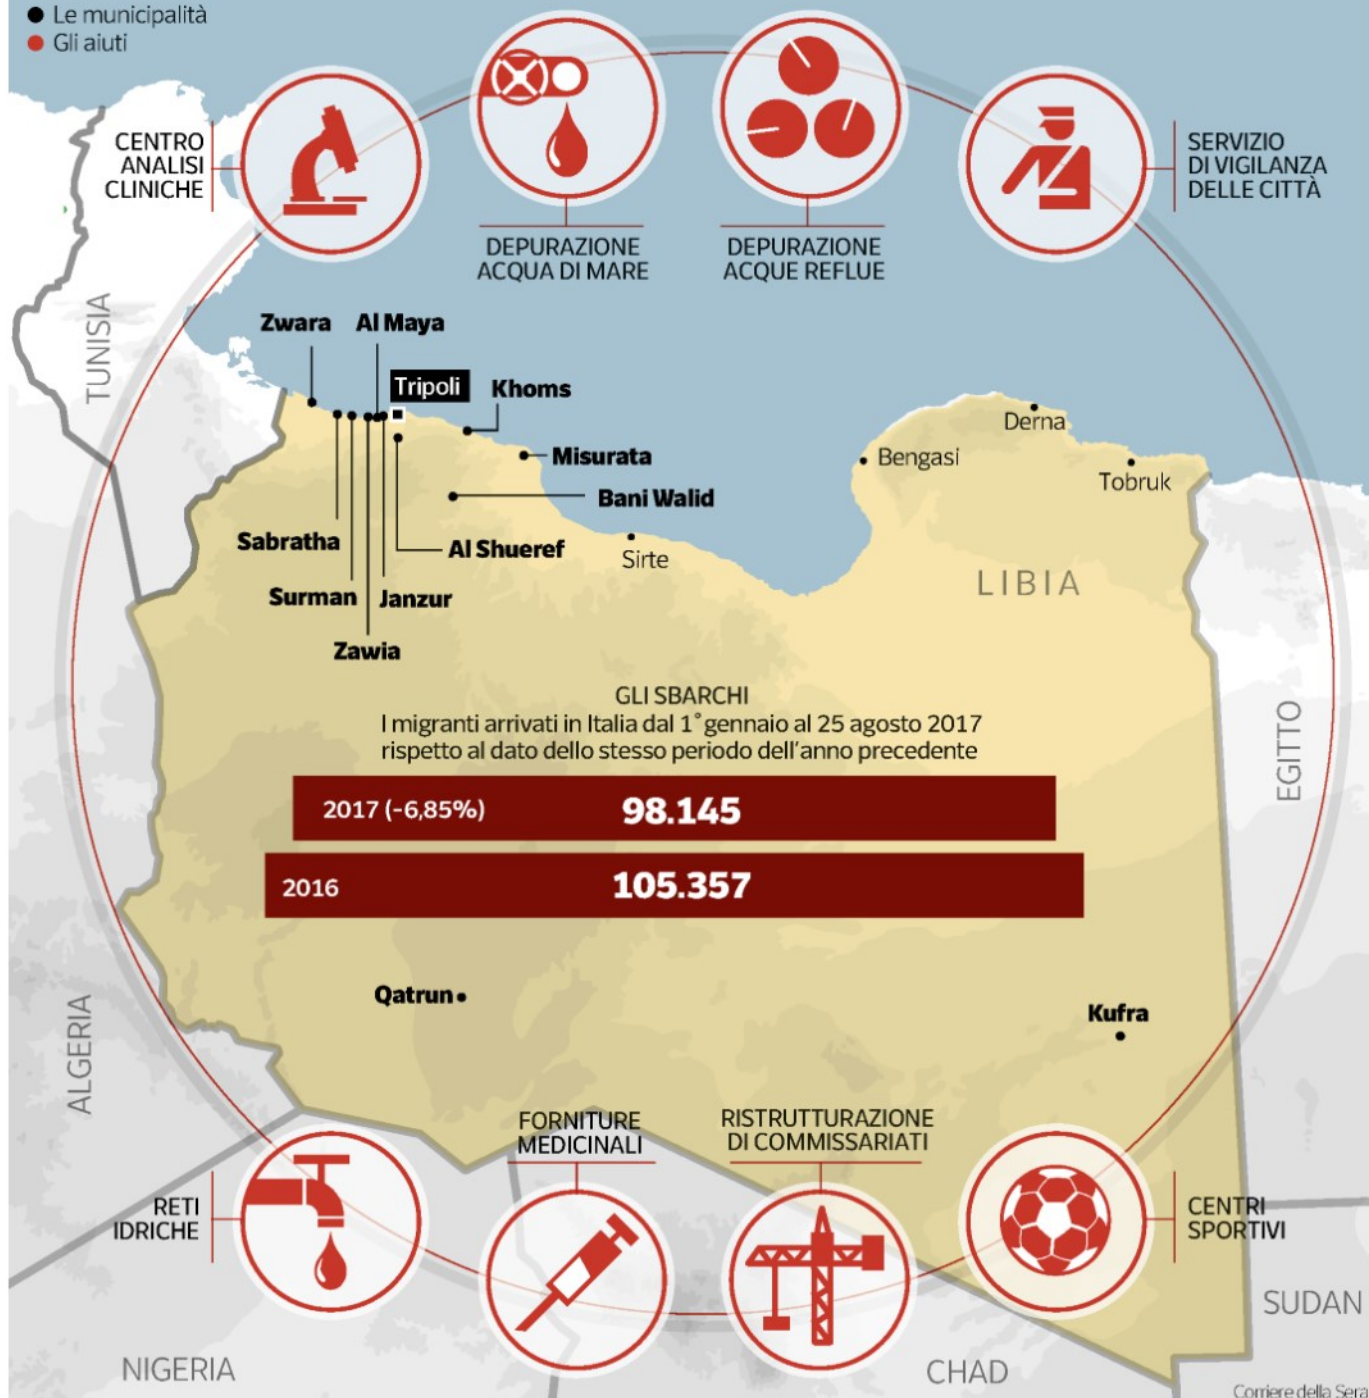 Le municipalità
Gli aiuti
CENTRO
ANALISI
CLINICHE
DEPURAZIONE
ACQUA DI MARE
DEPURAZIONE
ACQUE REFLUE
SERVIZIO
DI VIGILANZA
DELLE CITTÀ
TUNISIA
Zwara
Al Maya
Tripoli
Khoms
Misurata
Bani Walid
Sabratha
Al Shueref
Surman
Janzur
Zawia
Sirte
Bengasi
Derna
Tobruk
LIBIA
EGITTO
GLI SBARCHI
I migranti arrivati in Italia dal 1° gennaio al 25 agosto 2017
rispetto al dato dello stesso periodo dell'anno precedente
2017 (-6,85%) 98.145
2016 105.357
Qatrun
Kufra
ALGERIA
RETI
IDRICHE
FORNITURE
MEDICINALI
RISTRUTTURAZIONE
DI COMMISSARIATI
CENTRI
SPORTIVI
SUDAN
NIGERIA
CHAD
Corriere della Sera